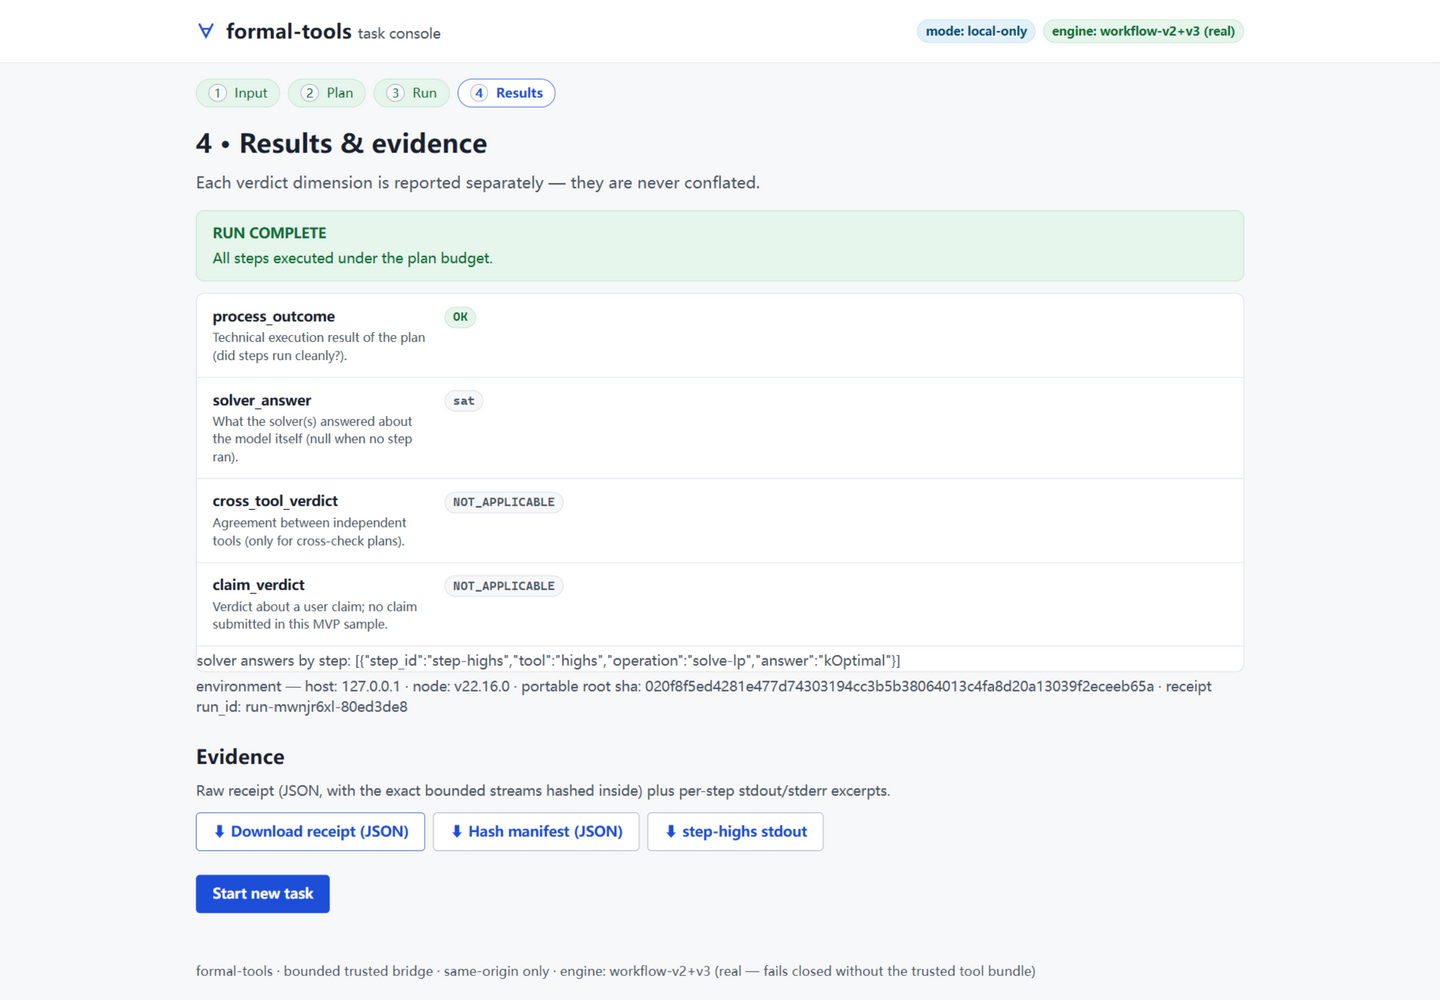 ∀ formal-tools task console
mode: local-only
engine: workflow-v2+v3 (real)
1 Input
2 Plan
3 Run
4 Results
4 • Results & evidence
Each verdict dimension is reported separately — they are never conflated.
RUN COMPLETE
All steps executed under the plan budget.
process_outcome
OK
Technical execution result of the plan
(did steps run cleanly?).
solver_answer
sat
What the solver(s) answered about
the model itself (null when no step
ran).
cross_tool_verdict
NOT_APPLICABLE
Agreement between independent
tools (only for cross-check plans).
claim_verdict
NOT_APPLICABLE
Verdict about a user claim; no claim
submitted in this MVP sample.
solver answers by step: [{"step_id":"step-highs","tool":"highs","operation":"solve-lp","answer":"kOptimal"}]
environment — host: 127.0.0.1 · node: v22.16.0 · portable root sha: 020f8f5ed4281e477d74303194cc3b5b38064013c4fa8d20a13039f2eceeb65a · receipt
run_id: run-mwnjr6xl-80ed3de8
Evidence
Raw receipt (JSON, with the exact bounded streams hashed inside) plus per-step stdout/stderr excerpts.
⬇ Download receipt (JSON)
⬇ Hash manifest (JSON)
⬇ step-highs stdout
Start new task
formal-tools · bounded trusted bridge · same-origin only · engine: workflow-v2+v3 (real — fails closed without the trusted tool bundle)